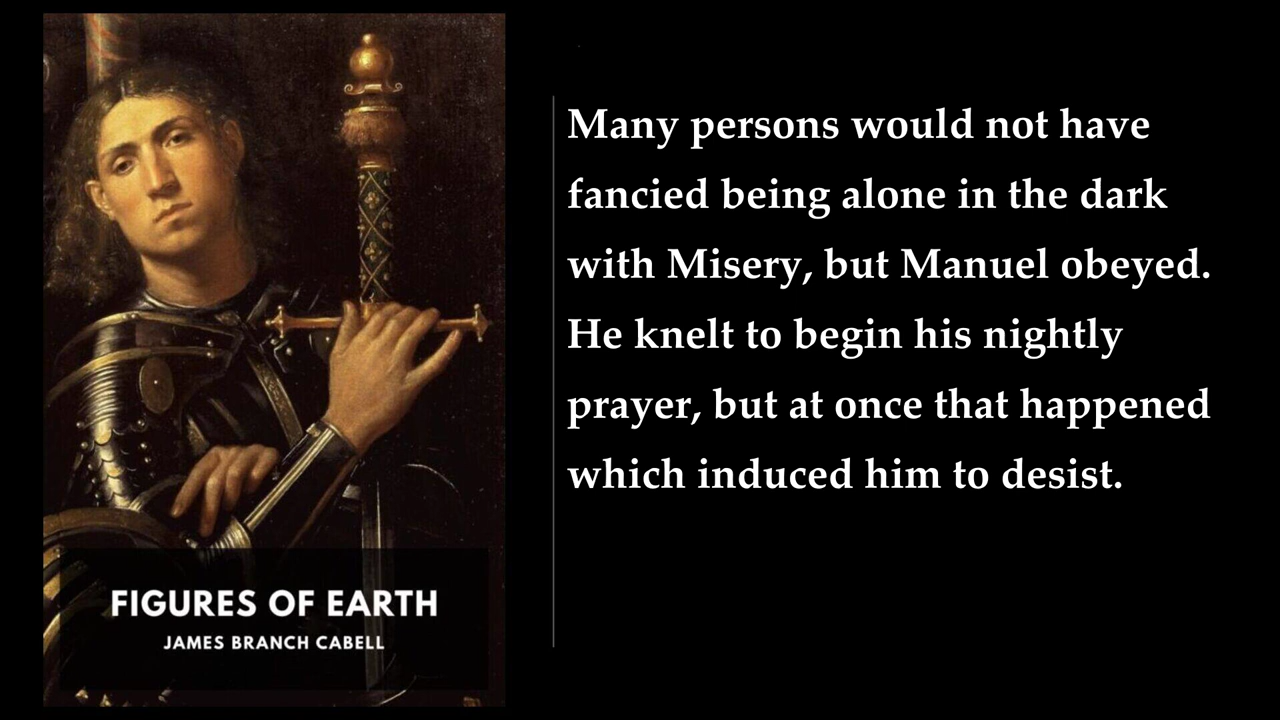 Many persons would not have
fancied being alone in the dark
with Misery, but Manuel obeyed.
He knelt to begin his nightly
prayer, but at once that happened
which induced him to desist.
FIGURES OF EARTH
JAMES BRANCH CABELL